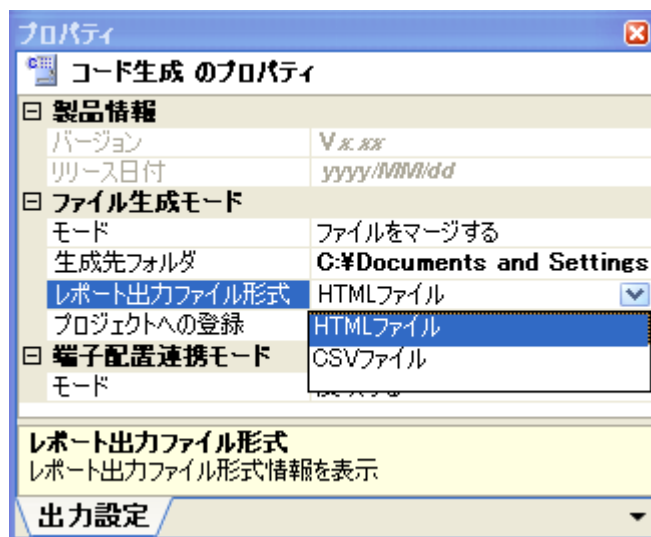 プロパティ
コード生成 のプロパティ
製品情報
バージョン Vx.xx
リリース日付 yyyy/MM/dd
ファイル生成モード
モード ファイルをマージする
生成先フォルダ C:¥Documents and Settings
レポート出力ファイル形式 HTMLファイル
プロジェクトへの登録 HTMLファイル
端子配置連携モード CSVファイル
モード
レポート出力ファイル形式
レポート出力ファイル形式情報を表示
出力設定